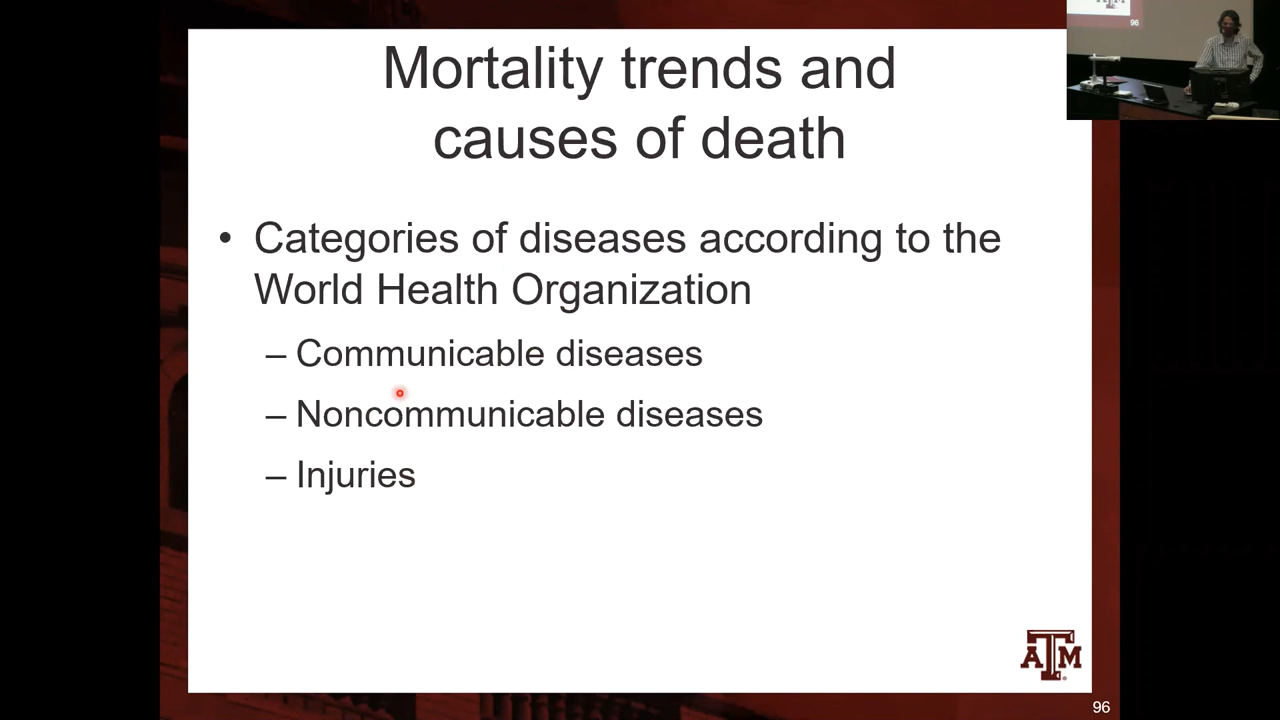 Mortality trends and
causes of death
• Categories of diseases according to the
World Health Organization
– Communicable diseases
– Noncommunicable diseases
– Injuries
ATM
96
96